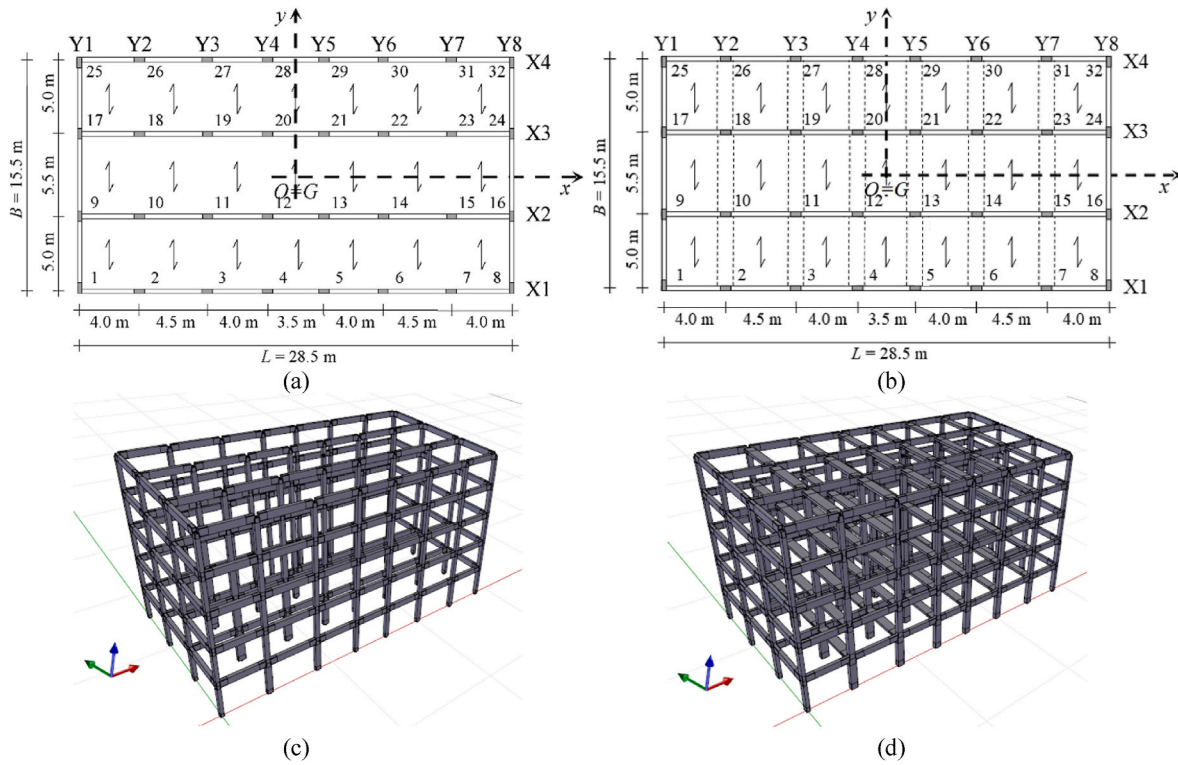 y
Y1 Y2 Y3 Y4 Y5 Y6 Y7 Y8
25 26 27 28 29 30 31 32 X4
5.0 m
17 18 19 20 21 22 23 24 X3
B = 15.5 m
5.5 m
O≡G x
9 10 11 12 13 14 15 16 X2
5.0 m
1 2 3 4 5 6 7 8 X1
4.0 m 4.5 m 4.0 m 3.5 m 4.0 m 4.5 m 4.0 m
L = 28.5 m
(a)
y
Y1 Y2 Y3 Y4 Y5 Y6 Y7 Y8
25 26 27 28 29 30 31 32 X4
5.0 m
17 18 19 20 21 22 23 24 X3
B = 15.5 m
5.5 m
O≡G x
9 10 11 12 13 14 15 16 X2
5.0 m
1 2 3 4 5 6 7 8 X1
4.0 m 4.5 m 4.0 m 3.5 m 4.0 m 4.5 m 4.0 m
L = 28.5 m
(b)
(c)
(d)